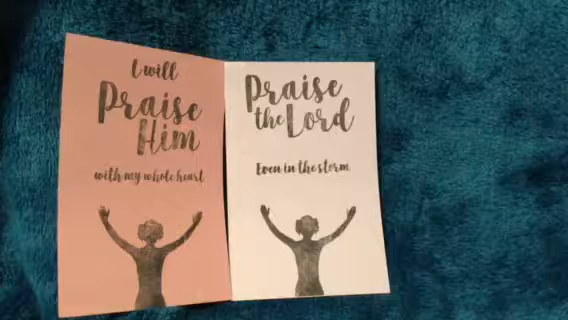 I will
Praise
Him
with my whole heart
Praise
the Lord
Even in the storm